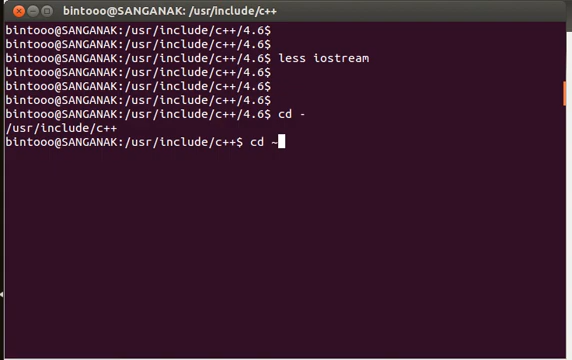 bintooo@SANGANAK: /usr/include/c++
bintooo@SANGANAK:/usr/include/c++/4.6$
bintooo@SANGANAK:/usr/include/c++/4.6$
bintooo@SANGANAK:/usr/include/c++/4.6$ less iostream
bintooo@SANGANAK:/usr/include/c++/4.6$
bintooo@SANGANAK:/usr/include/c++/4.6$
bintooo@SANGANAK:/usr/include/c++/4.6$
bintooo@SANGANAK:/usr/include/c++/4.6$ cd -
/usr/include/c++
bintooo@SANGANAK:/usr/include/c++$ cd ~